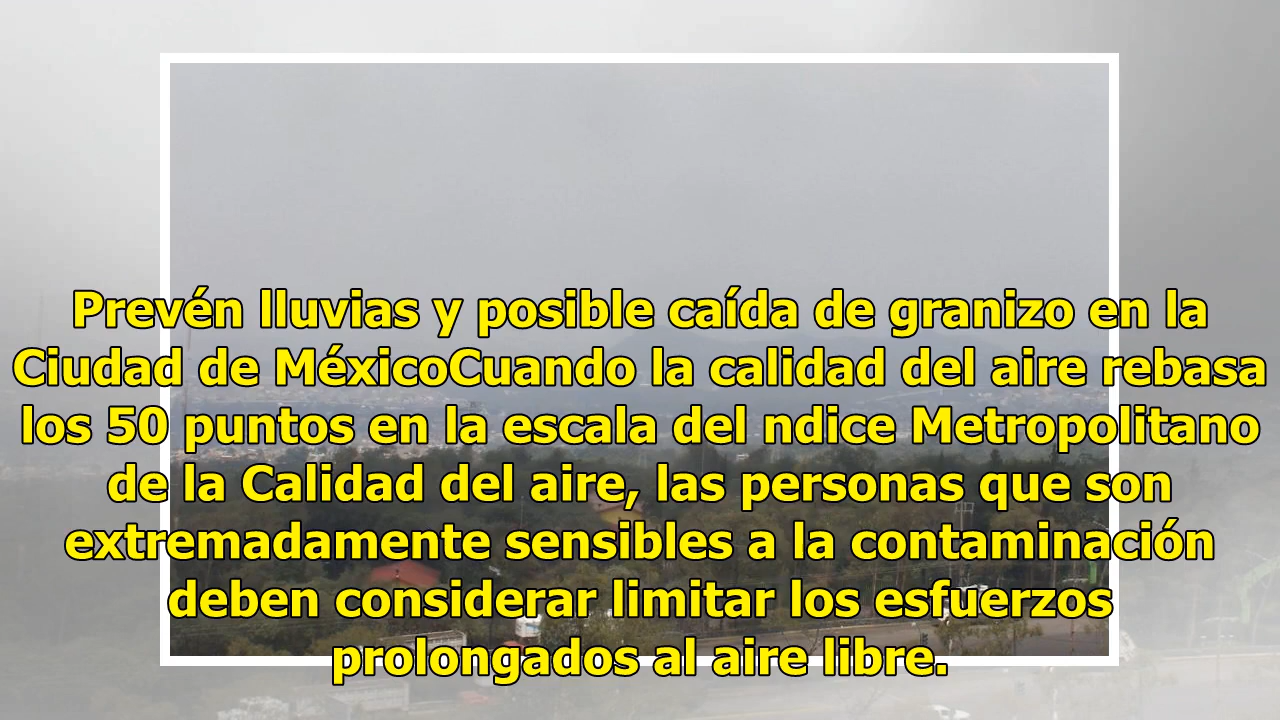 Prevén lluvias y posible caída de granizo en la
Ciudad de MéxicoCuando la calidad del aire rebasa
los 50 puntos en la escala del ndice Metropolitano
de la Calidad del aire, las personas que son
extremadamente sensibles a la contaminación
deben considerar limitar los esfuerzos
prolongados al aire libre.